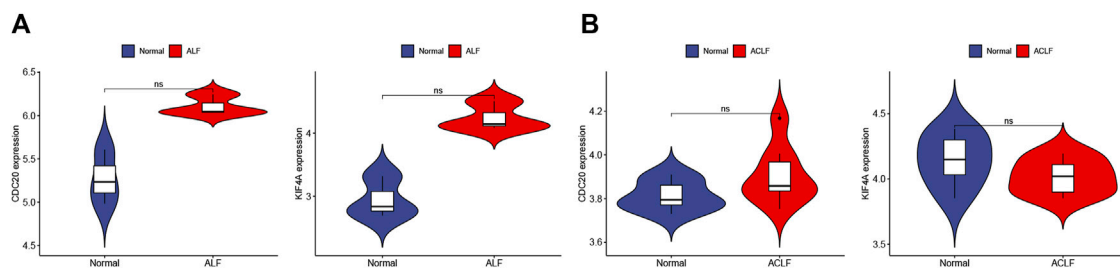 A
Normal ALF
CDC20 expression
6.5
6.0
5.5
5.0
4.5
ns
Normal ALF
Normal ALF
KIF4A expression
4
3
ns
Normal ALF
B
Normal ACLF
CDC20 expression
4.2
4.0
3.8
3.6
ns
Normal ACLF
Normal ACLF
KIF4A expression
4.5
4.0
3.5
ns
Normal ACLF